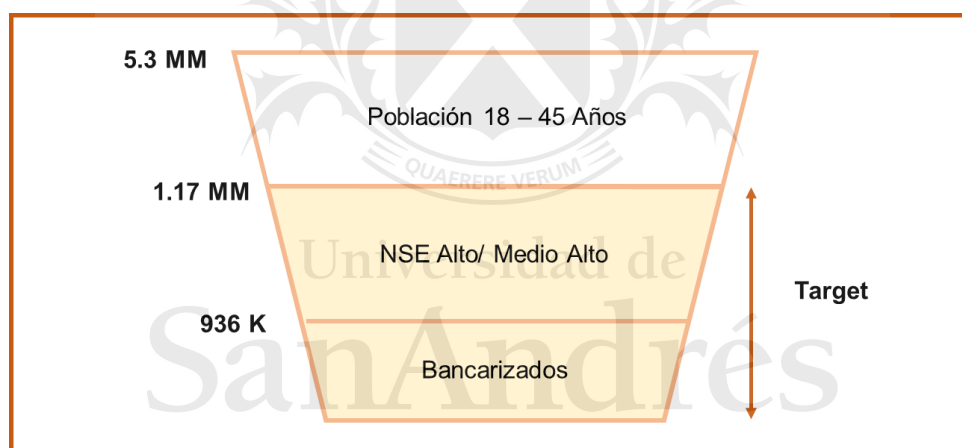 5.3 MM
Población 18 – 45 Años
QUAERERE VERUM
1.17 MM
NSE Alto/ Medio Alto
Universidad de
Target
936 K
SanAndrés
Bancarizados